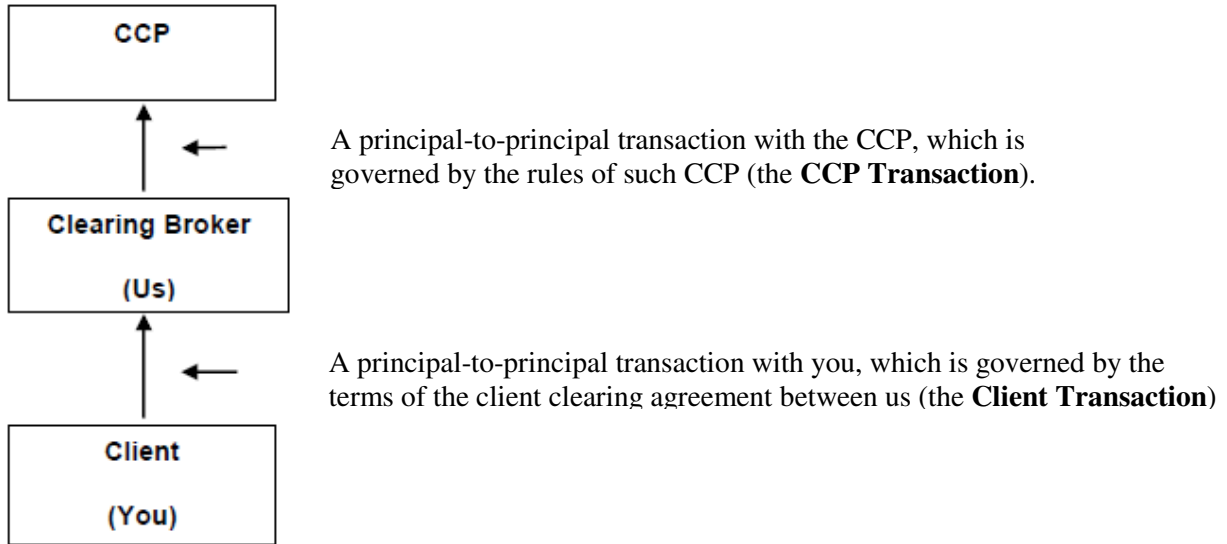 CCP
A principal-to-principal transaction with the CCP, which is
governed by the rules of such CCP (the CCP Transaction).
Clearing Broker
(Us)
A principal-to-principal transaction with you, which is governed by the
terms of the client clearing agreement between us (the Client Transaction)
Client
(You)